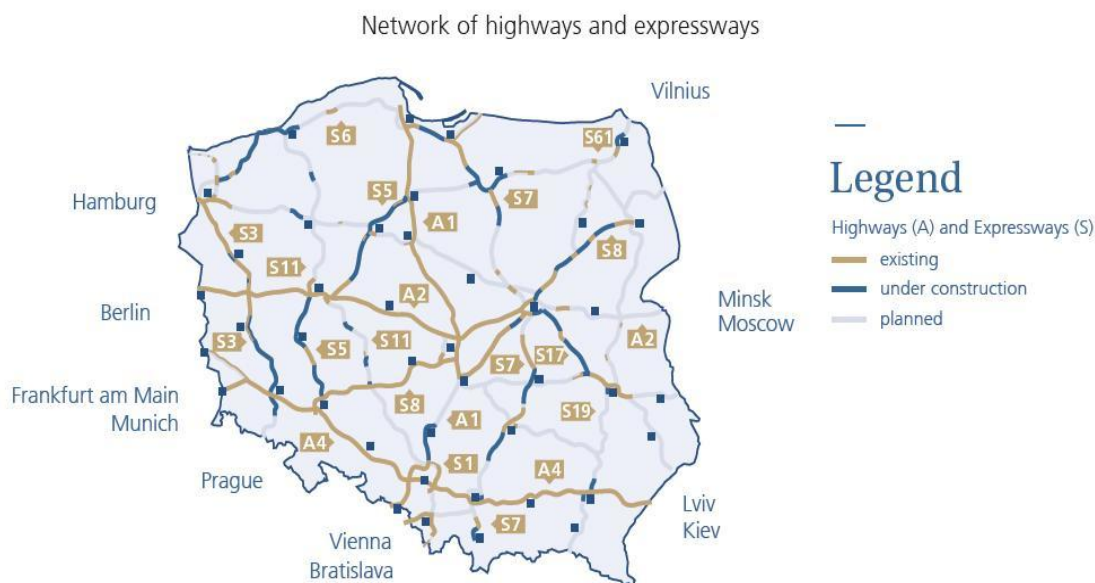 Network of highways and expressways
Vilnius
S61
S6
Hamburg
S5
S7
A1
S3
S8
S11
A2
Berlin
Minsk
Moscow
S3
S5
S11
S7
S17
A2
Frankfurt am Main
Munich
S8
A1
S19
A4
S1
A4
Prague
Lviv
Kiev
S7
Vienna
Bratislava
Legend
Highways (A) and Expressways (S)
existing
under construction
planned